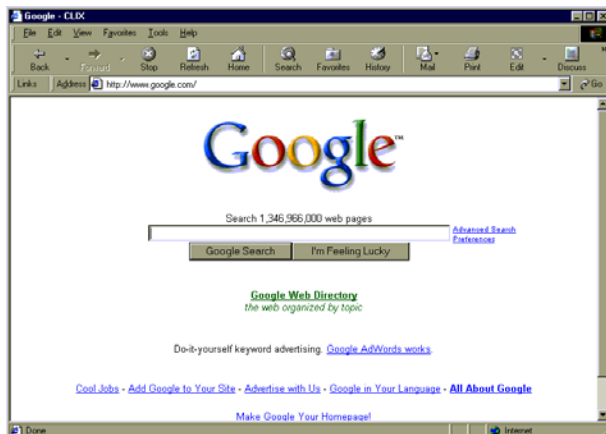 Google - CLIX
File Edit View Favorites Tools Help
Back Forward Stop Refresh Home Search Favorites History Mail Print Edit Discuss
Links Address http://www.google.com/ Go
Google™
Search 1,346,966,000 web pages
Advanced Search
Preferences
Google Search I'm Feeling Lucky
Google Web Directory
the web organized by topic
Do-it-yourself keyword advertising. Google AdWords works.
Cool Jobs - Add Google to Your Site - Advertise with Us - Google in Your Language - All About Google
Make Google Your Homepage!
Done Internet